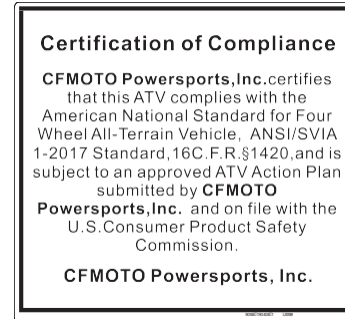 Certification of Compliance
CFMOTO Powersports,Inc.certifies
that this ATV complies with the
American National Standard for Four
Wheel All-Terrain Vehicle, ANSI/SVIA
1-2017 Standard,16C.F.R.§1420,and is
subject to an approved ATV Action Plan
submitted by CFMOTO
Powersports,Inc. and on file with the
U.S.Consumer Product Safety
Commission.
CFMOTO Powersports, Inc.